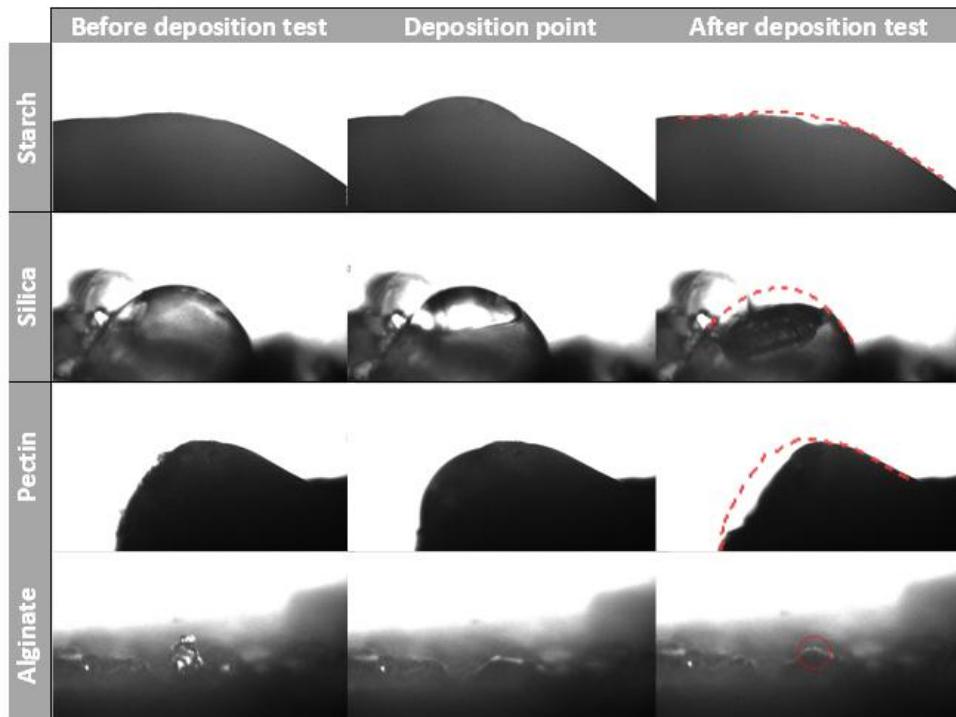 Before deposition test
Deposition point
After deposition test
Starch
Silica
Pectin
Alginate